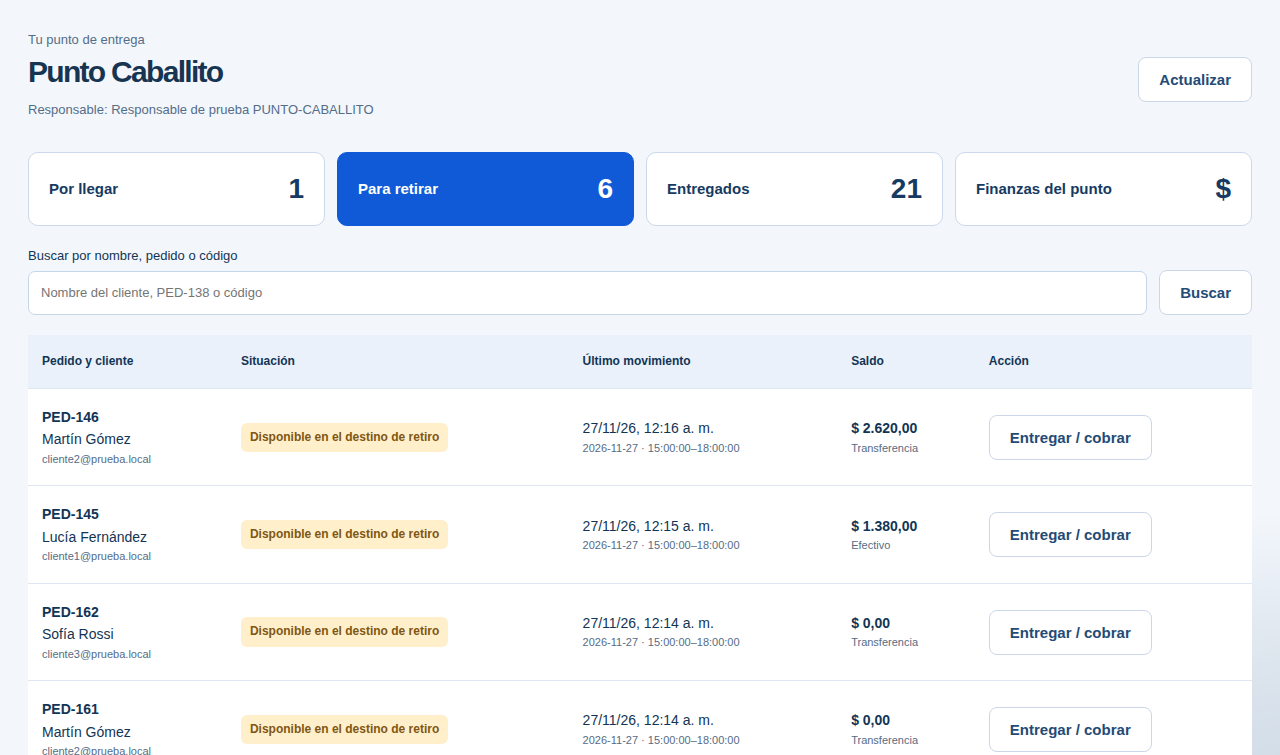 Tu punto de entrega
Punto Caballito
Responsable: Responsable de prueba PUNTO-CABALLITO
Actualizar
Por llegar 1
Para retirar 6
Entregados 21
Finanzas del punto $
Buscar por nombre, pedido o código
Nombre del cliente, PED-138 o código
Buscar
Pedido y cliente Situación Último movimiento Saldo Acción
PED-146
Martín Gómez
cliente2@prueba.local
Disponible en el destino de retiro
27/11/26, 12:16 a. m.
2026-11-27 · 15:00:00–18:00:00
$ 2.620,00
Transferencia
Entregar / cobrar
PED-145
Lucía Fernández
cliente1@prueba.local
Disponible en el destino de retiro
27/11/26, 12:15 a. m.
2026-11-27 · 15:00:00–18:00:00
$ 1.380,00
Efectivo
Entregar / cobrar
PED-162
Sofía Rossi
cliente3@prueba.local
Disponible en el destino de retiro
27/11/26, 12:14 a. m.
2026-11-27 · 15:00:00–18:00:00
$ 0,00
Transferencia
Entregar / cobrar
PED-161
Martín Gómez
cliente2@prueba.local
Disponible en el destino de retiro
27/11/26, 12:14 a. m.
2026-11-27 · 15:00:00–18:00:00
$ 0,00
Transferencia
Entregar / cobrar